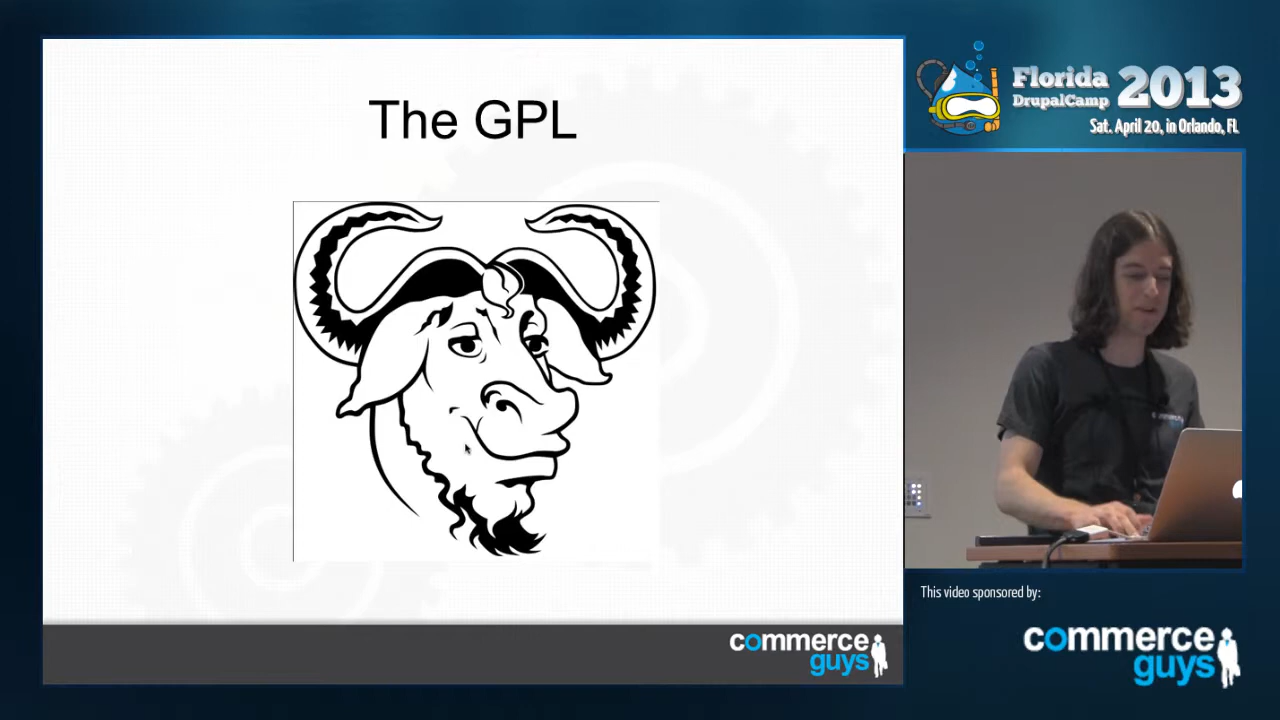 The GPL
commerce
guys
Florida
DrupalCamp
2013
Sat. April 20, in Orlando, FL
This video sponsored by:
commerce
guys